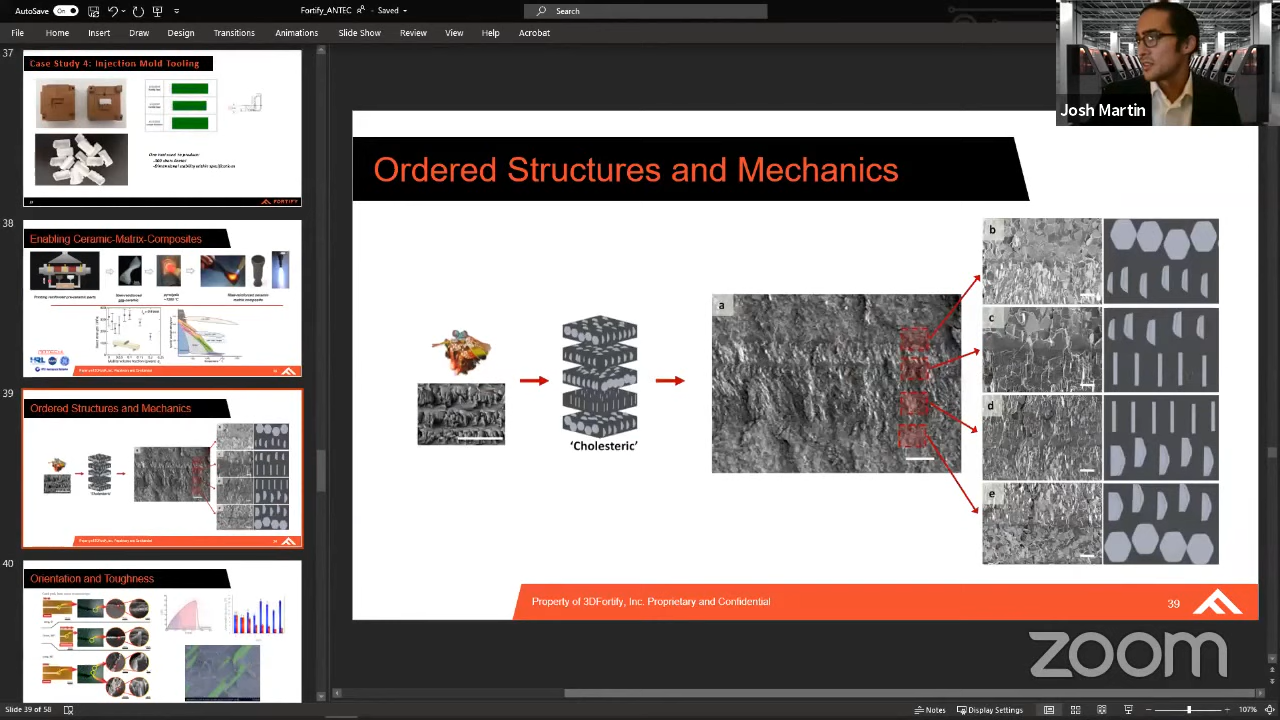 AutoSave
On
Fortify_ANTEC
Saved
Search
File
Home
Insert
Draw
Design
Transitions
Animations
Slide Show
View
Help
Josh Martin
37
Case Study 4: Injection Mold Tooling
FORTIFY
38
Enabling Ceramic-Matrix-Composites
39
Ordered Structures and Mechanics
'Cholesteric'
40
Orientation and Toughness
Ordered Structures and Mechanics
'Cholesteric'
a
b
c
d
e
Property of 3DFortify, Inc. Proprietary and Confidential
39
zoom
Slide 39 of 58
Notes
Display Settings
107%